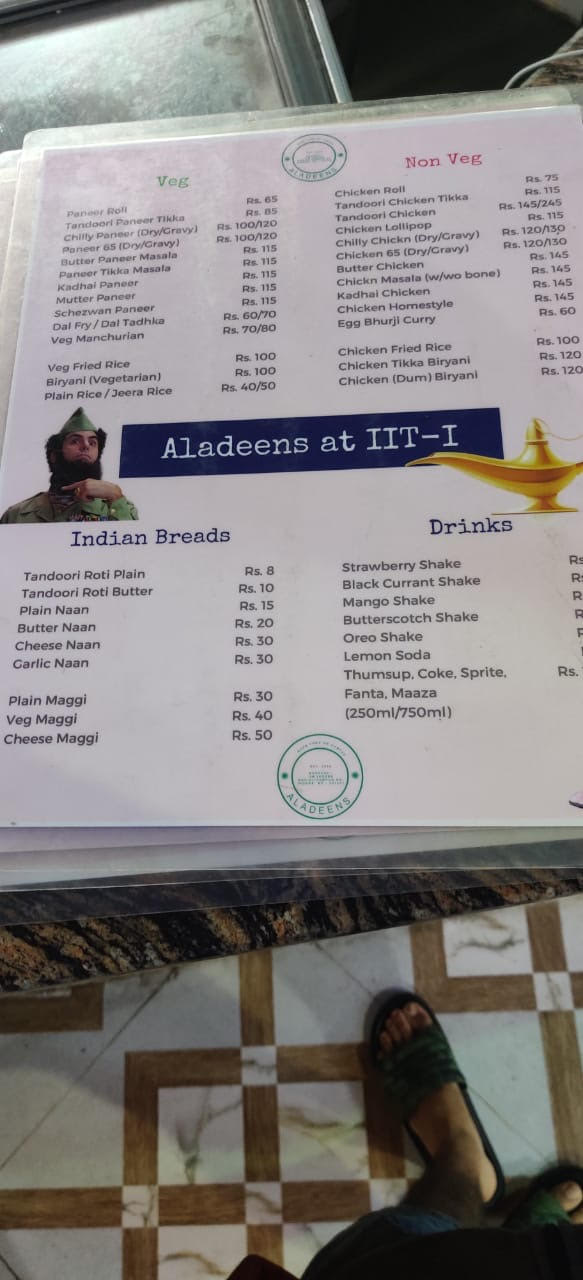 ALADEENS
Veg
Paneer Roll Rs. 65
Tandoori Paneer Tikka Rs. 85
Chilly Paneer (Dry/Gravy) Rs. 100/120
Paneer 65 (Dry/Gravy) Rs. 100/120
Butter Paneer Masala Rs. 115
Paneer Tikka Masala Rs. 115
Kadhai Paneer Rs. 115
Mutter Paneer Rs. 115
Schezwan Paneer Rs. 115
Dal Fry / Dal Tadhka Rs. 60/70
Veg Manchurian Rs. 70/80
Veg Fried Rice Rs. 100
Biryani (Vegetarian) Rs. 100
Plain Rice / Jeera Rice Rs. 40/50
Non Veg
Chicken Roll Rs. 75
Tandoori Chicken Tikka Rs. 115
Tandoori Chicken Rs. 145/245
Chicken Lollipop Rs. 115
Chilly Chickn (Dry/Gravy) Rs. 120/130
Chicken 65 (Dry/Gravy) Rs. 120/130
Butter Chicken Rs. 145
Chickn Masala (w/wo bone) Rs. 145
Kadhai Chicken Rs. 145
Chicken Homestyle Rs. 145
Egg Bhurji Curry Rs. 60
Chicken Fried Rice Rs. 100
Chicken Tikka Biryani Rs. 120
Chicken (Dum) Biryani Rs. 120
Aladeens at IIT-I
Indian Breads
Tandoori Roti Plain Rs. 8
Tandoori Roti Butter Rs. 10
Plain Naan Rs. 15
Butter Naan Rs. 20
Cheese Naan Rs. 30
Garlic Naan Rs. 30
Plain Maggi Rs. 30
Veg Maggi Rs. 40
Cheese Maggi Rs. 50
Drinks
Strawberry Shake Rs
Black Currant Shake Rs
Mango Shake R
Butterscotch Shake
Oreo Shake
Lemon Soda
Thumsup, Coke, Sprite, Rs.
Fanta, Maaza
(250ml/750ml)
ALADEENS